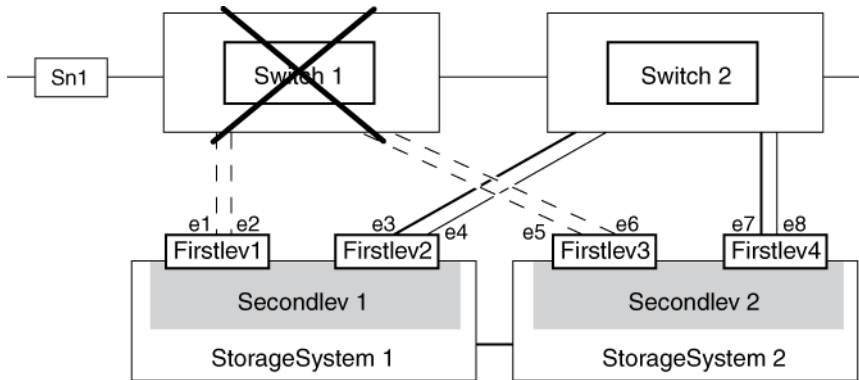 Sn1
Switch 1
Switch 2
e1
e2
e3
e4
e5
e6
e7
e8
Firstlev1
Firstlev2
Firstlev3
Firstlev4
Secondlev 1
Secondlev 2
StorageSystem 1
StorageSystem 2